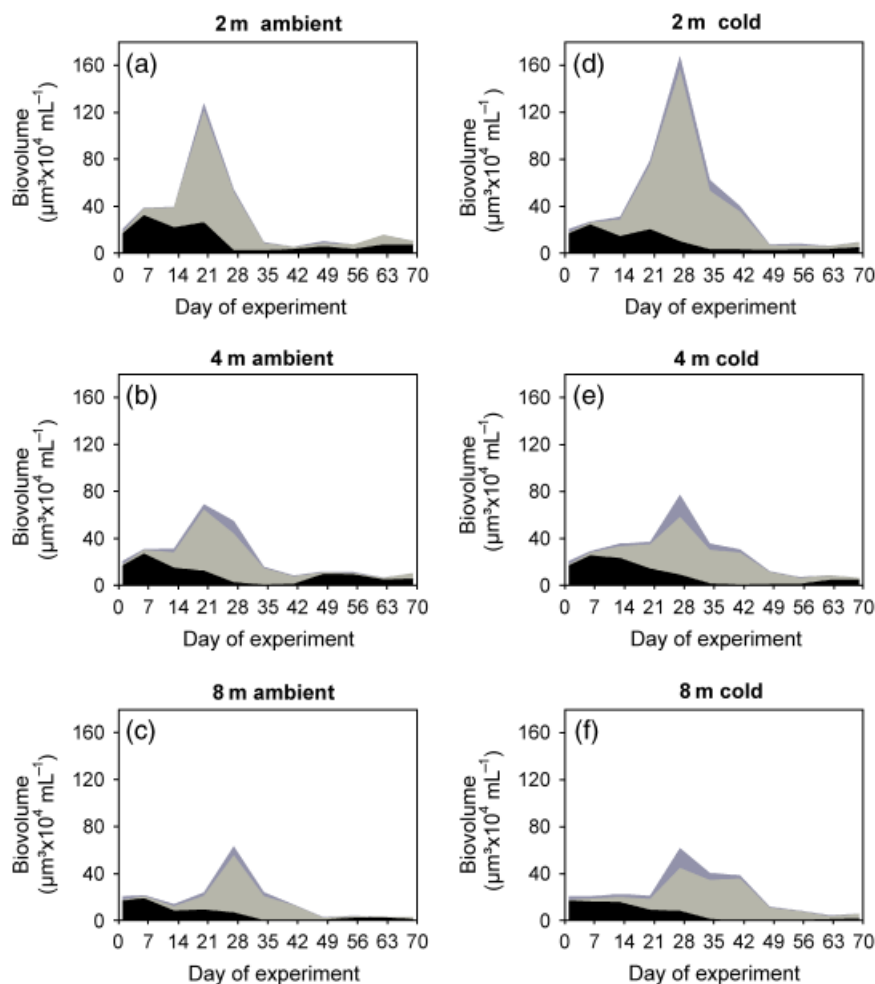 2 m ambient
(a)
Biovolume
(µm³x10⁴ mL⁻¹)
160
120
80
40
0
0 7 14 21 28 35 42 49 56 63 70
Day of experiment
2 m cold
(d)
Biovolume
(µm³x10⁴ mL⁻¹)
160
120
80
40
0
0 7 14 21 28 35 42 49 56 63 70
Day of experiment
4 m ambient
(b)
Biovolume
(µm³x10⁴ mL⁻¹)
160
120
80
40
0
0 7 14 21 28 35 42 49 56 63 70
Day of experiment
4 m cold
(e)
Biovolume
(µm³x10⁴ mL⁻¹)
160
120
80
40
0
0 7 14 21 28 35 42 49 56 63 70
Day of experiment
8 m ambient
(c)
Biovolume
(µm³x10⁴ mL⁻¹)
160
120
80
40
0
0 7 14 21 28 35 42 49 56 63 70
Day of experiment
8 m cold
(f)
Biovolume
(µm³x10⁴ mL⁻¹)
160
120
80
40
0
0 7 14 21 28 35 42 49 56 63 70
Day of experiment